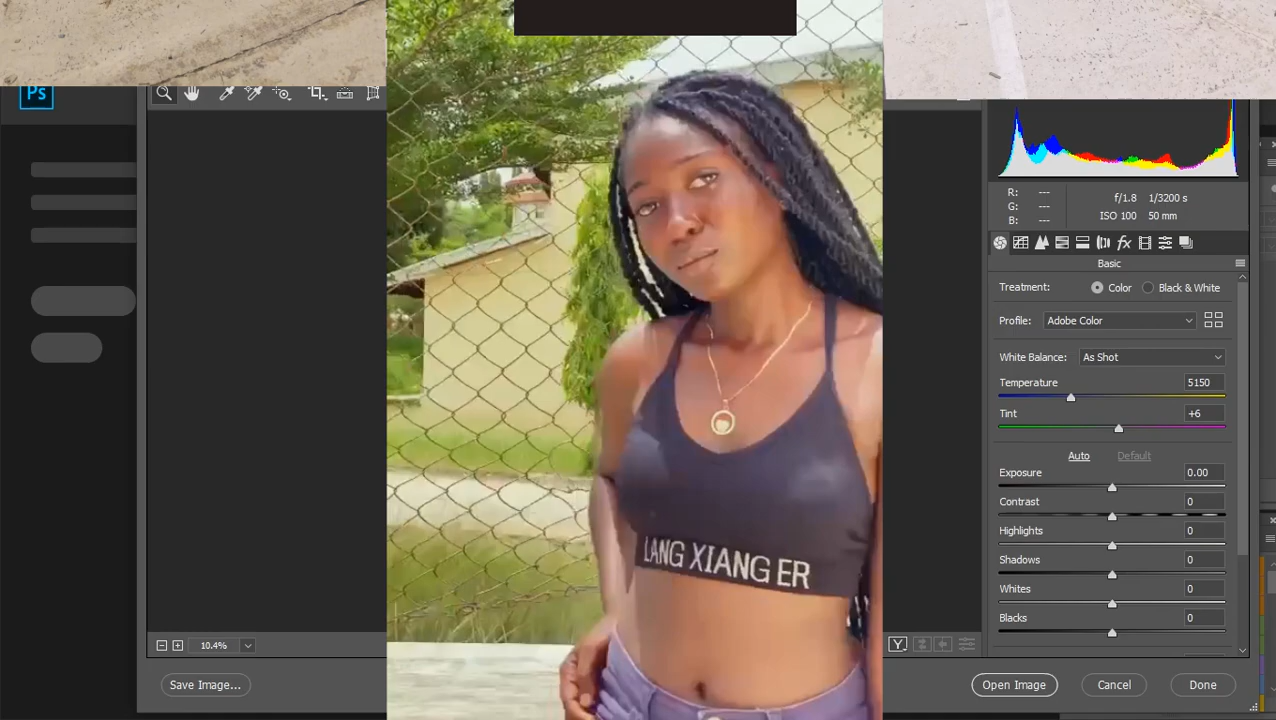 Ps
R: ---
G: ---
B: ---
f/1.8 1/3200 s
ISO 100 50 mm
fx
Basic
Treatment: Color Black & White
Profile: Adobe Color
White Balance: As Shot
Temperature 5150
Tint +6
Auto Default
Exposure 0.00
Contrast 0
Highlights 0
Shadows 0
Whites 0
Blacks 0
LANG XIANG ER
10.4%
Y
Save Image...
Open Image Cancel Done